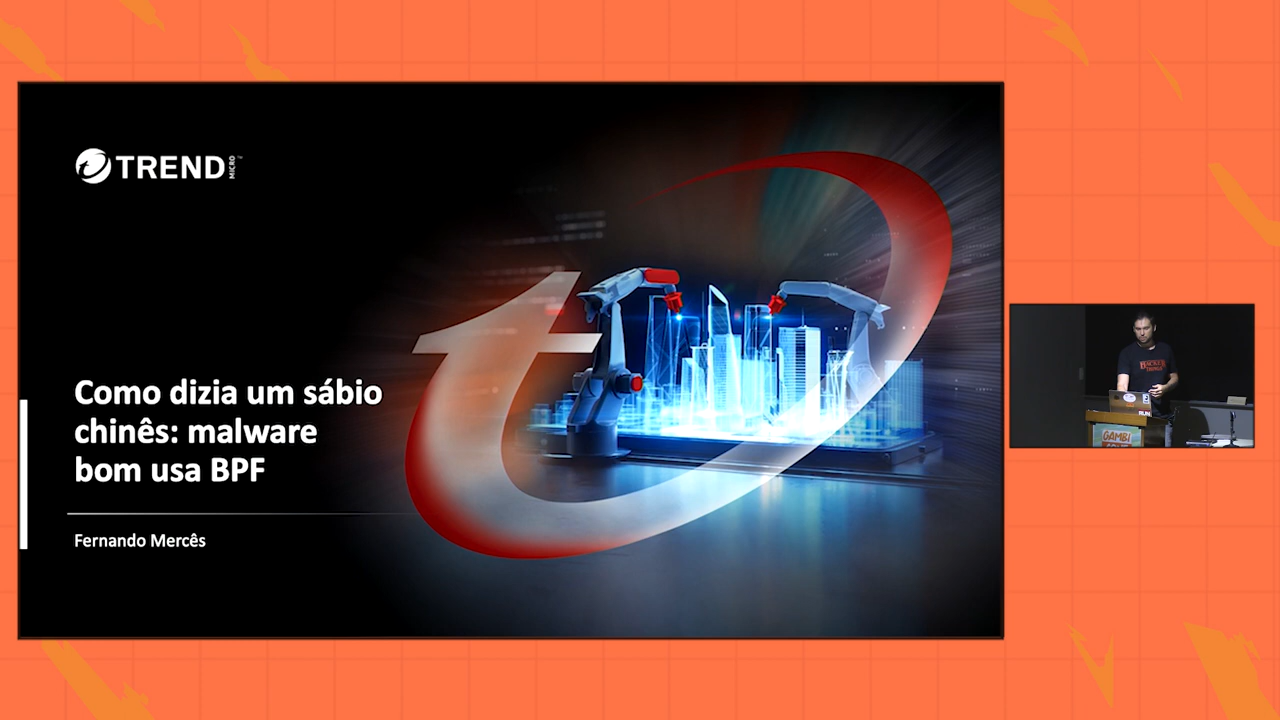 TREND
MICRO
Como dizia um sábio
chinês: malware
bom usa BPF
Fernando Mercês
GAMBI